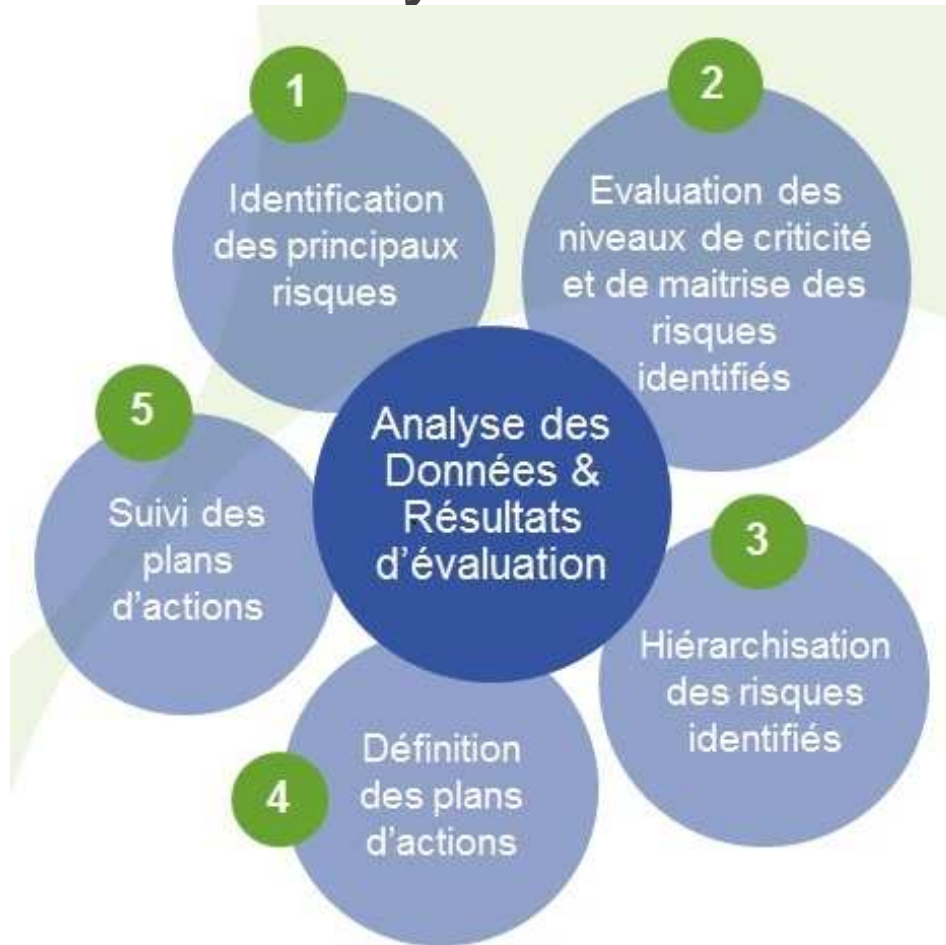 1
Identification
des principaux
risques
2
Evaluation des
niveaux de criticité
et de maitrise des
risques
identifiés
Analyse des
Données &
Résultats
d’évaluation
3
Hiérarchisation
des risques
identifiés
4
Définition
des plans
d’actions
5
Suivi des
plans
d’actions